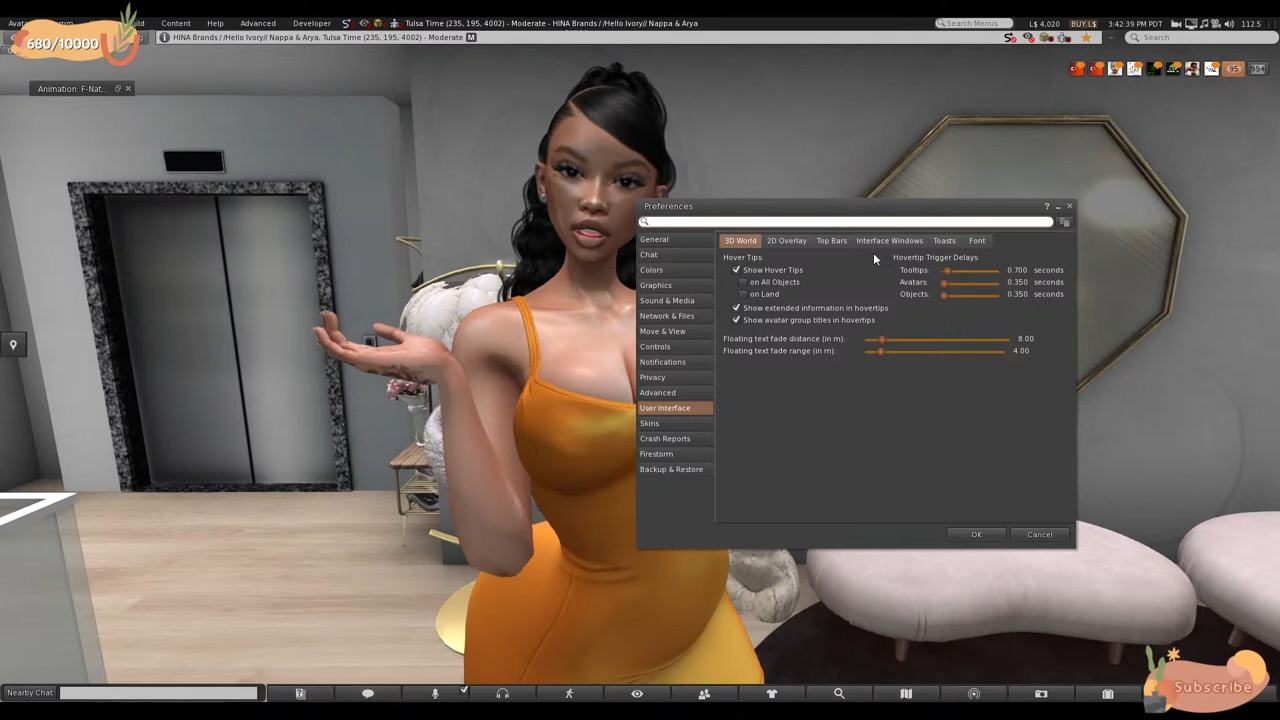 Content Help Advanced Developer Tulsa Time (235, 195, 4002) - Moderate - HINA Brands / /Hello Ivory// Nappa & Arya Search Menus L$ 4,020 BUY L$ 3:42:39 PM PDT 112.5
680/10000 HINA Brands / /Hello Ivory// Nappa & Arya, Tulsa Time (235, 195, 4002) - Moderate M Search
95 99+
Animation: F-Nat...
Preferences
General
Chat
Colors
Graphics
Sound & Media
Network & Files
Move & View
Controls
Notifications
Privacy
Advanced
User Interface
Skins
Crash Reports
Firestorm
Backup & Restore
3D World 2D Overlay Top Bars Interface Windows Toasts Font
Hover Tips: Hovertip Trigger Delays:
Show Hover Tips Tooltips: 0.700 seconds
on All Objects Avatars: 0.350 seconds
on Land Objects: 0.350 seconds
Show extended information in hovertips
Show avatar group titles in hovertips
Floating text fade distance (in m): 8.00
Floating text fade range (in m): 4.00
OK Cancel
Nearby Chat
Subscribe